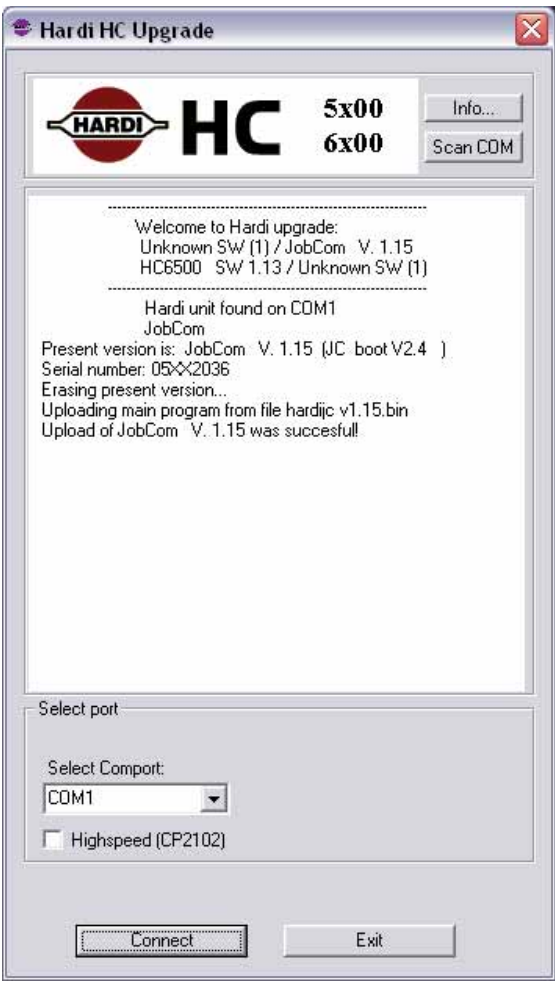 Hardi HC Upgrade
HARDI HC 5x00
6x00
Info...
Scan COM
------------------------------------------------------------------
Welcome to Hardi upgrade:
Unknown SW (1) / JobCom V. 1.15
HC6500 SW 1.13 / Unknown SW (1)
------------------------------------------------------------------
Hardi unit found on COM1
JobCom
Present version is: JobCom V. 1.15 (JC boot V2.4 )
Serial number: 05XX2036
Erasing present version...
Uploading main program from file hardijc v1.15.bin
Upload of JobCom V. 1.15 was succesful!
Select port
Select Comport:
COM1
Highspeed (CP2102)
Connect
Exit